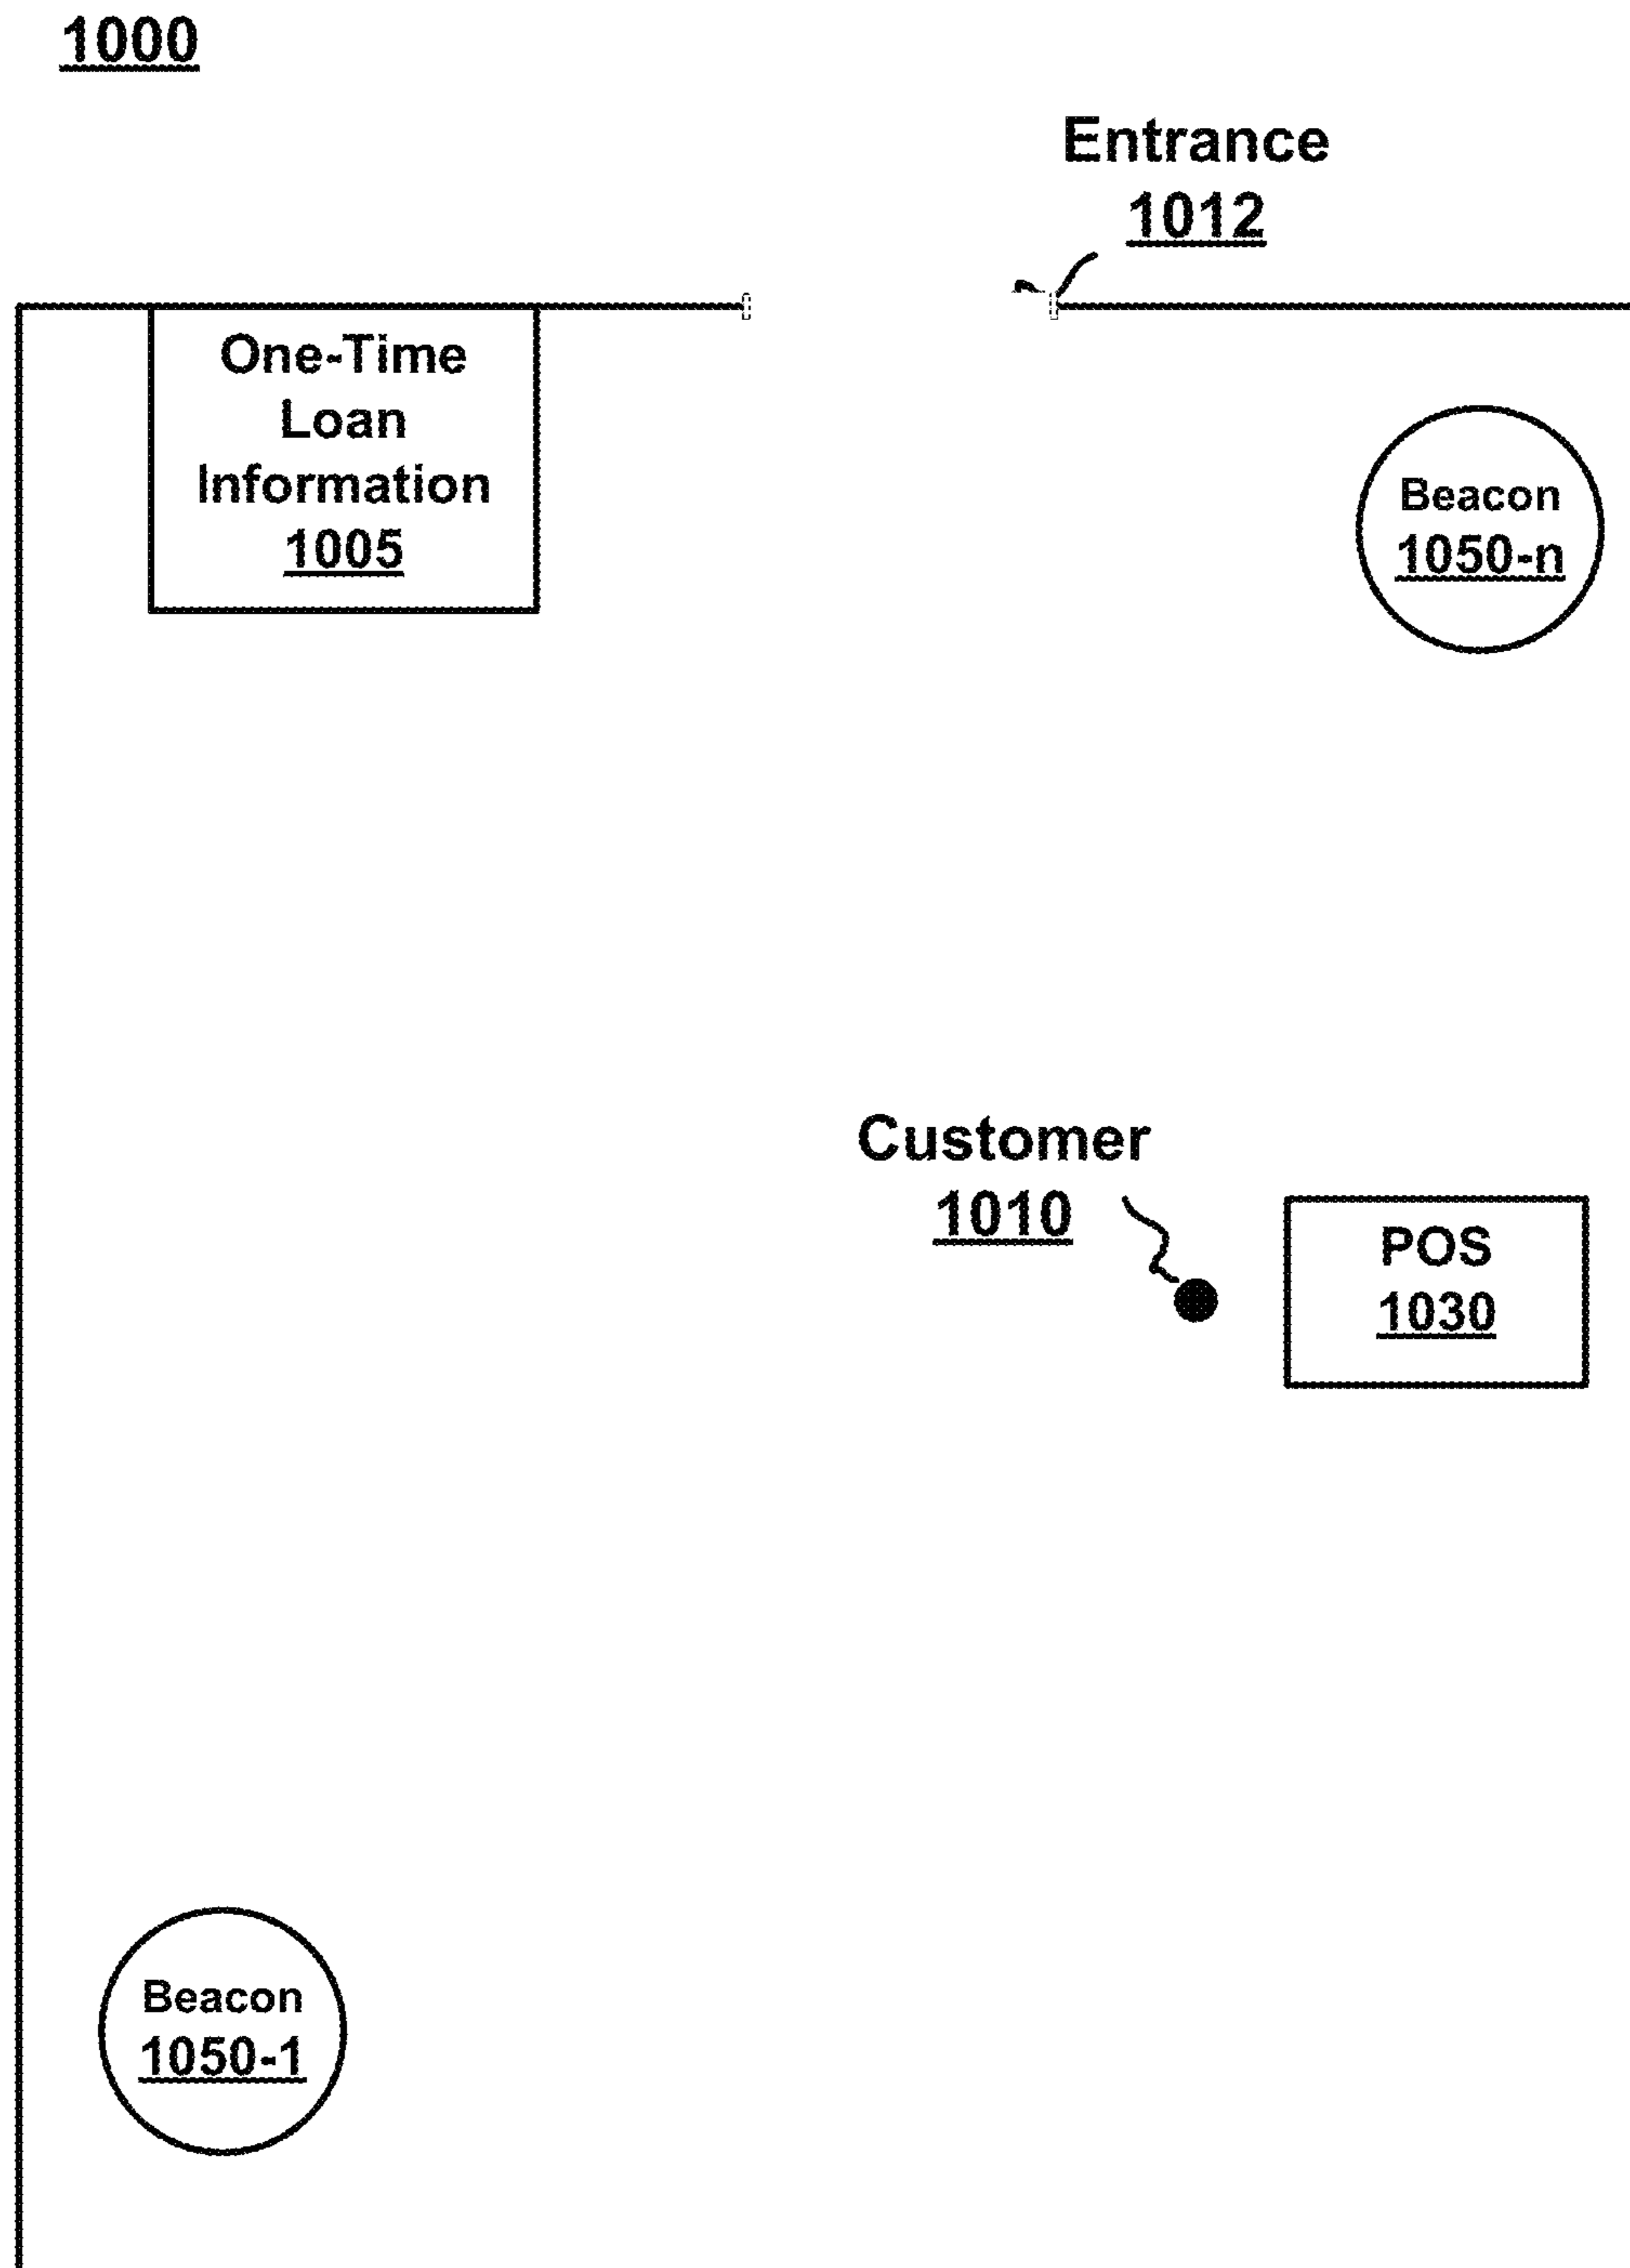 1000
Entrance
1012
One-Time
Loan
Information
1005
Beacon
1050-n
Customer
1010
POS
1030
Beacon
1050-1